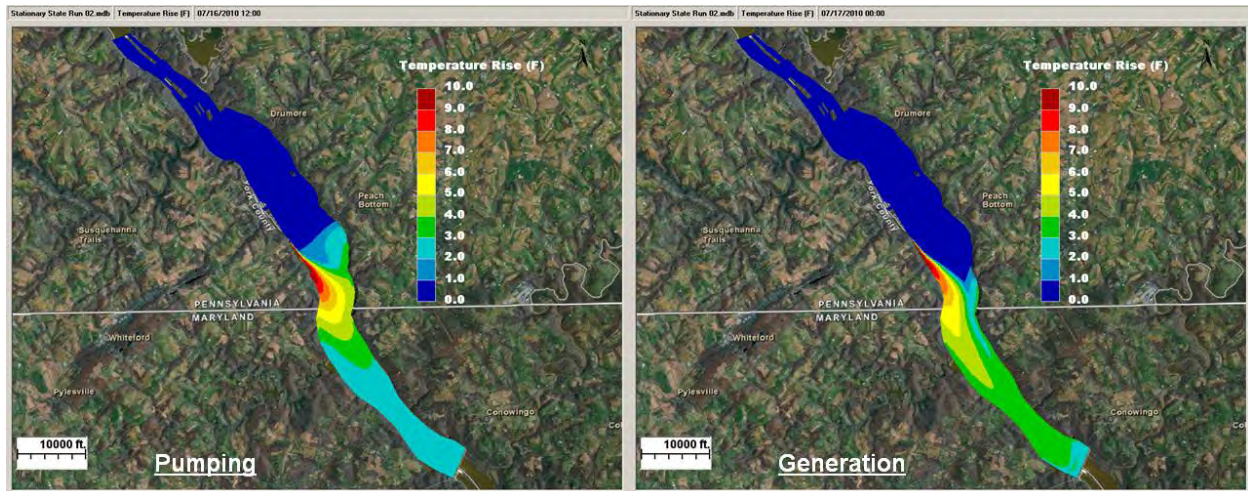 Stationary State Run 02.mdb Temperature Rise (F) 07/16/2010 12:00
Temperature Rise (F)
10.0
9.0
8.0
7.0
6.0
5.0
4.0
3.0
2.0
1.0
0.0
Drumore
York County
Peach
Bottom
Susquehanna
Trails
PENNSYLVANIA
MARYLAND
Whiteford
Pylesville
Conowingo
Col
10000 ft.
Pumping
Stationary State Run 02.mdb Temperature Rise (F) 07/17/2010 00:00
Temperature Rise (F)
10.0
9.0
8.0
7.0
6.0
5.0
4.0
3.0
2.0
1.0
0.0
Drumore
York County
Peach
Bottom
Susquehanna
Trails
PENNSYLVANIA
MARYLAND
Whiteford
Pylesville
Conowingo
Col
10000 ft.
Generation